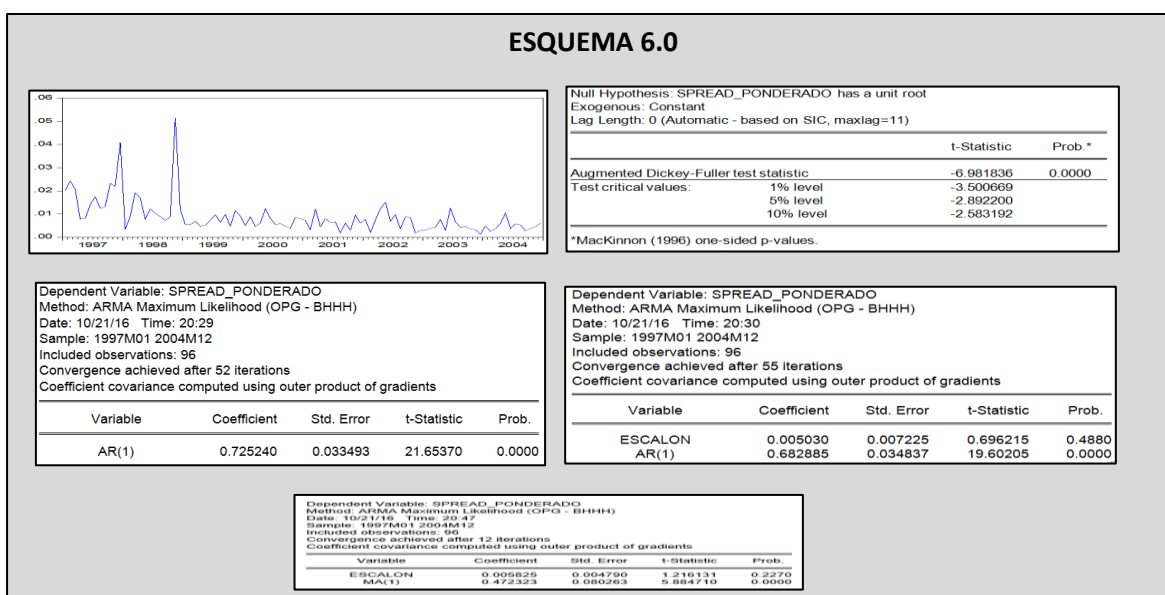 ESQUEMA 6.0
.06
.05
.04
.03
.02
.01
.00
1997 1998 1999 2000 2001 2002 2003 2004
Null Hypothesis: SPREAD_PONDERADO has a unit root
Exogenous: Constant
Lag Length: 0 (Automatic - based on SIC, maxlag=11)
t-Statistic Prob.*
Augmented Dickey-Fuller test statistic -6.981836 0.0000
Test critical values: 1% level -3.500669
5% level -2.892200
10% level -2.583192
*MacKinnon (1996) one-sided p-values.
Dependent Variable: SPREAD_PONDERADO
Method: ARMA Maximum Likelihood (OPG - BHHH)
Date: 10/21/16 Time: 20:29
Sample: 1997M01 2004M12
Included observations: 96
Convergence achieved after 52 iterations
Coefficient covariance computed using outer product of gradients
Variable Coefficient Std. Error t-Statistic Prob.
AR(1) 0.725240 0.033493 21.65370 0.0000
Dependent Variable: SPREAD_PONDERADO
Method: ARMA Maximum Likelihood (OPG - BHHH)
Date: 10/21/16 Time: 20:30
Sample: 1997M01 2004M12
Included observations: 96
Convergence achieved after 55 iterations
Coefficient covariance computed using outer product of gradients
Variable Coefficient Std. Error t-Statistic Prob.
ESCALON 0.005030 0.007225 0.696215 0.4880
AR(1) 0.682885 0.034837 19.60205 0.0000
Dependent Variable: SPREAD_PONDERADO
Method: ARMA Maximum Likelihood (OPG - BHHH)
Date: 10/21/16 Time: 20:47
Sample: 1997M01 2004M12
Included observations: 96
Convergence achieved after 12 iterations
Coefficient covariance computed using outer product of gradients
Variable Coefficient Std. Error t-Statistic Prob.
ESCALON 0.005825 0.004790 1.216131 0.2270
MA(1) 0.472323 0.080263 5.884710 0.0000